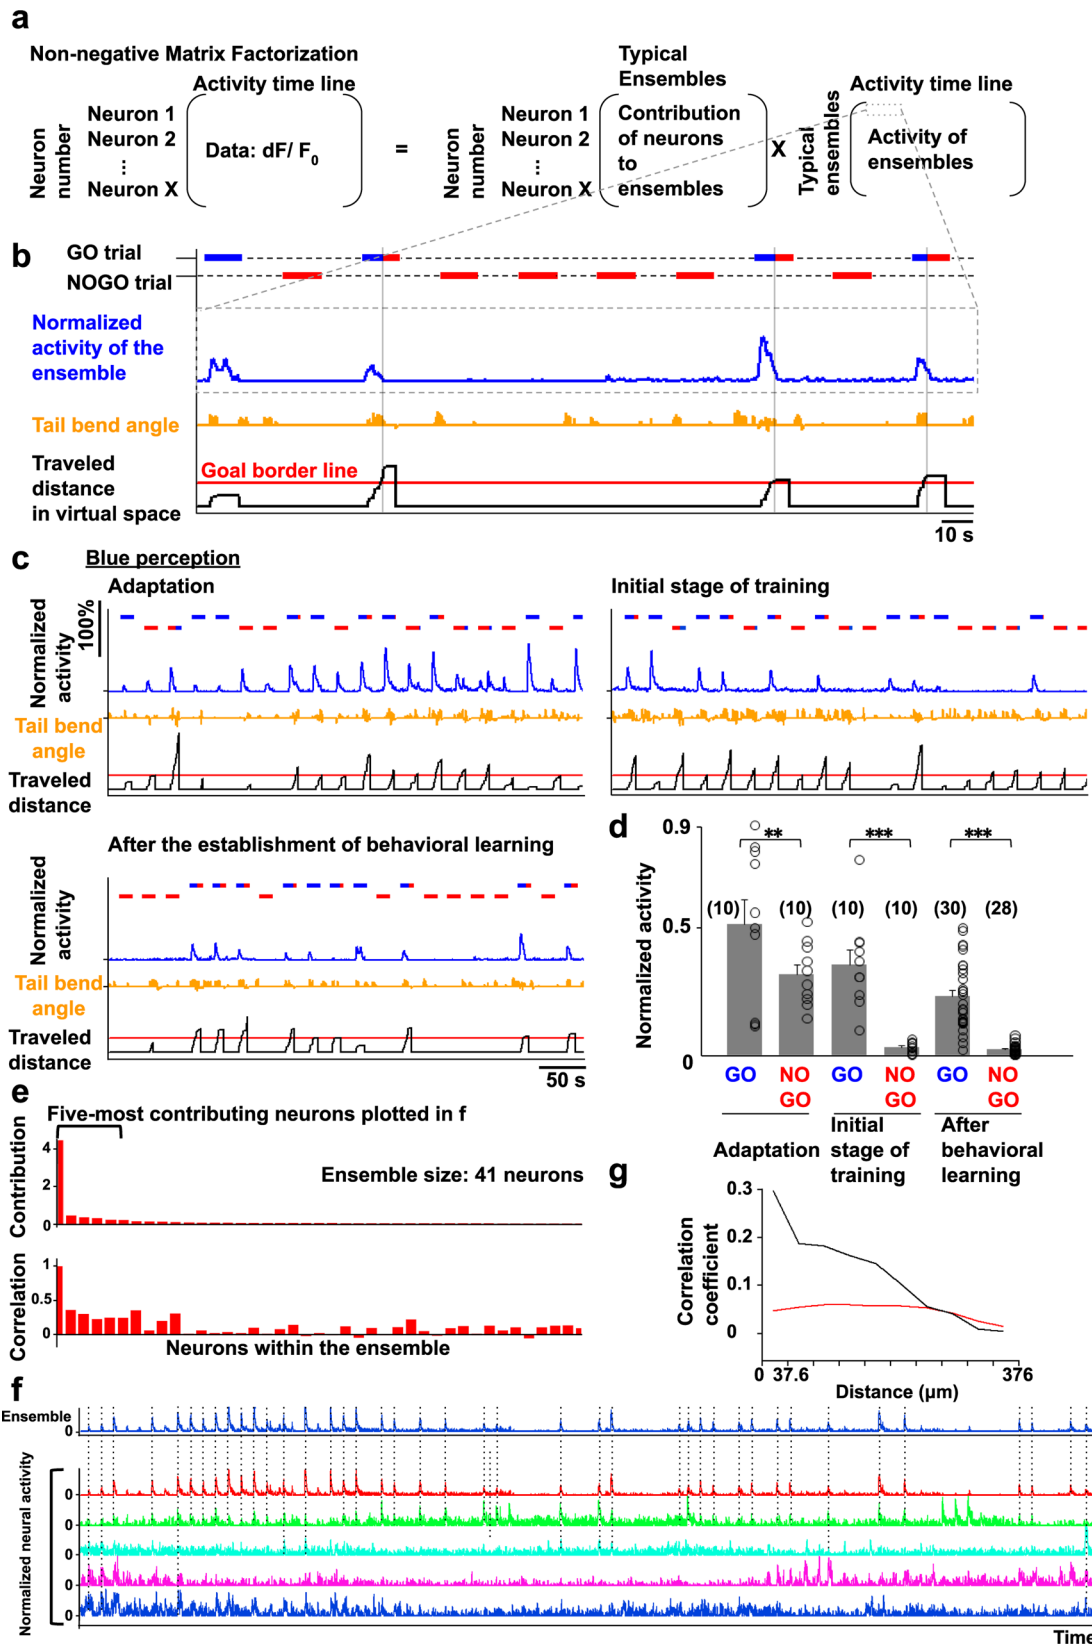 a
Non-negative Matrix Factorization
Typical
Ensembles
Activity time line
Activity time line
Neuron
number
Neuron 1
Neuron 2
⋮
Neuron X
Data: dF/ F0
=
Neuron
number
Neuron 1
Neuron 2
⋮
Neuron X
Contribution
of neurons
to
ensembles
X
Typical
ensembles
Activity of
ensembles
b
GO trial
NOGO trial
Normalized
activity of the
ensemble
Tail bend angle
Traveled
distance
in virtual space
Goal border line
10 s
c
Blue perception
Adaptation
Initial stage of training
100%
Normalized
activity
Tail bend
angle
Traveled
distance
After the establishment of behavioral learning
Normalized
activity
Tail bend
angle
Traveled
distance
50 s
d
Normalized activity
0.9
0.5
0
**
***
***
(10)
(10)
(10)
(10)
(30)
(28)
GO
NO
GO
GO
NO
GO
GO
NO
GO
Adaptation
Initial
stage of
training
After
behavioral
learning
e
Five-most contributing neurons plotted in f
Contribution
4
2
0
Ensemble size: 41 neurons
Correlation
1
0.5
0
Neurons within the ensemble
g
Correlation
coefficient
0.3
0.2
0.1
0
0
37.6
376
Distance (μm)
f
Ensemble
0
Normalized neural activity
0
0
0
0
0
Time